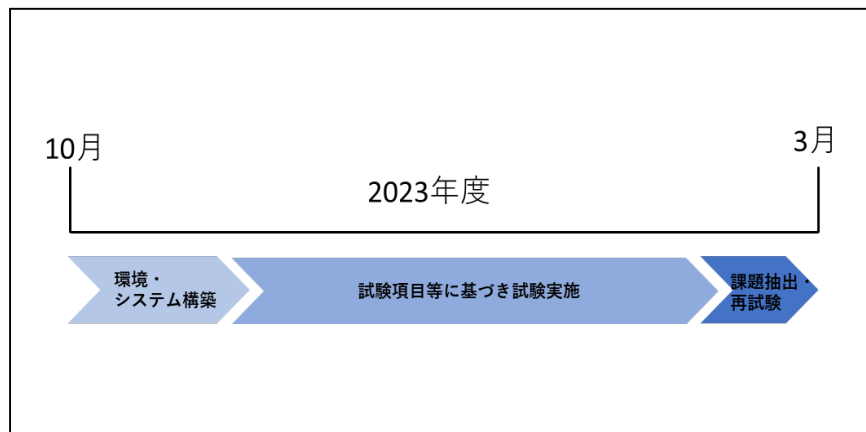 10月
3月
2023年度
環境・
システム構築
試験項目等に基づき試験実施
課題抽出・
再試験